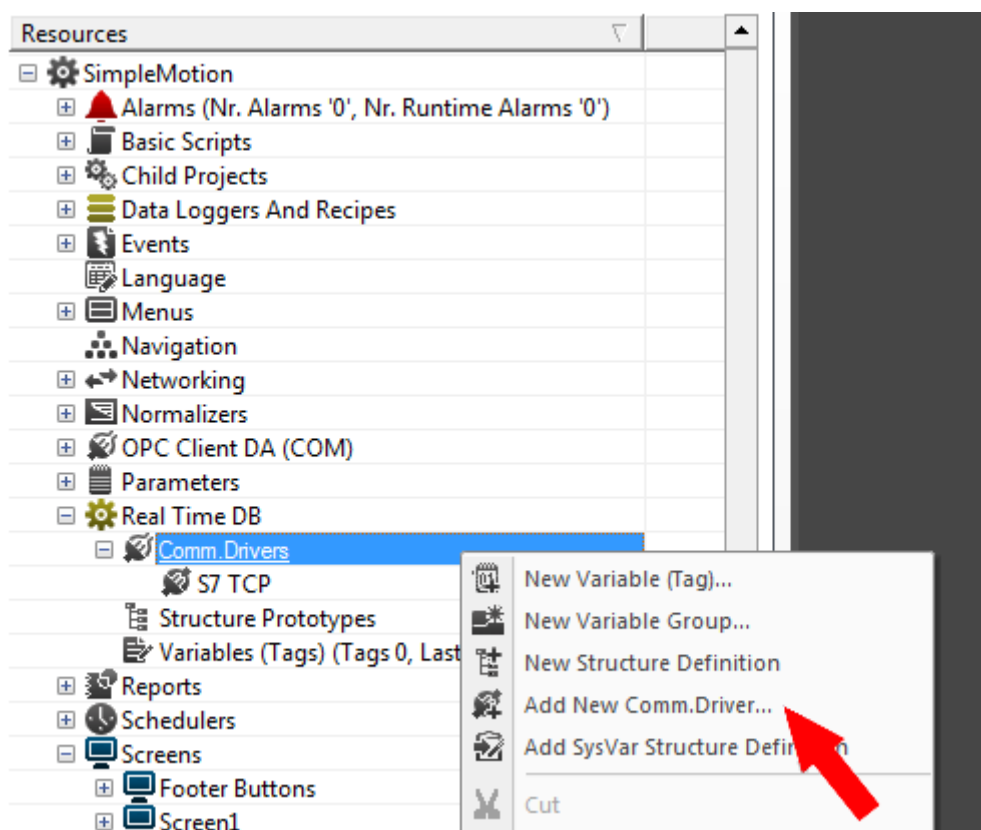 Resources
SimpleMotion
Alarms (Nr. Alarms '0', Nr. Runtime Alarms '0')
Basic Scripts
Child Projects
Data Loggers And Recipes
Events
Language
Menus
Navigation
Networking
Normalizers
OPC Client DA (COM)
Parameters
Real Time DB
Comm.Drivers
S7 TCP
Structure Prototypes
Variables (Tags) (Tags 0, Last
Reports
Schedulers
Screens
Footer Buttons
Screen1
New Variable (Tag)...
New Variable Group...
New Structure Definition
Add New Comm.Driver...
Add SysVar Structure
Cut